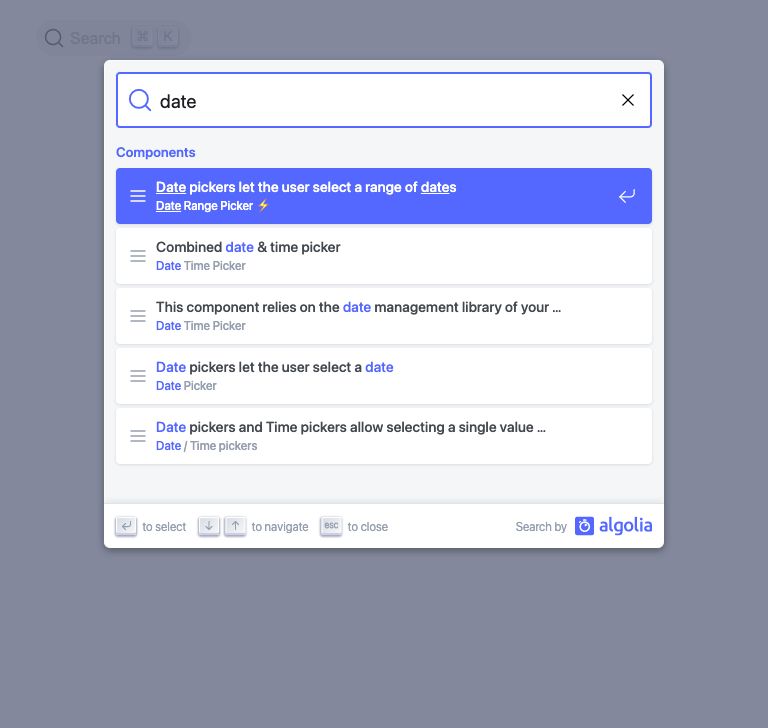 Search ⌘ K
date
Components
Date pickers let the user select a range of dates
Date Range Picker ⚡
Combined date & time picker
Date Time Picker
This component relies on the date management library of your ...
Date Time Picker
Date pickers let the user select a date
Date Picker
Date pickers and Time pickers allow selecting a single value ...
Date / Time pickers
to select to navigate esc to close Search by algolia